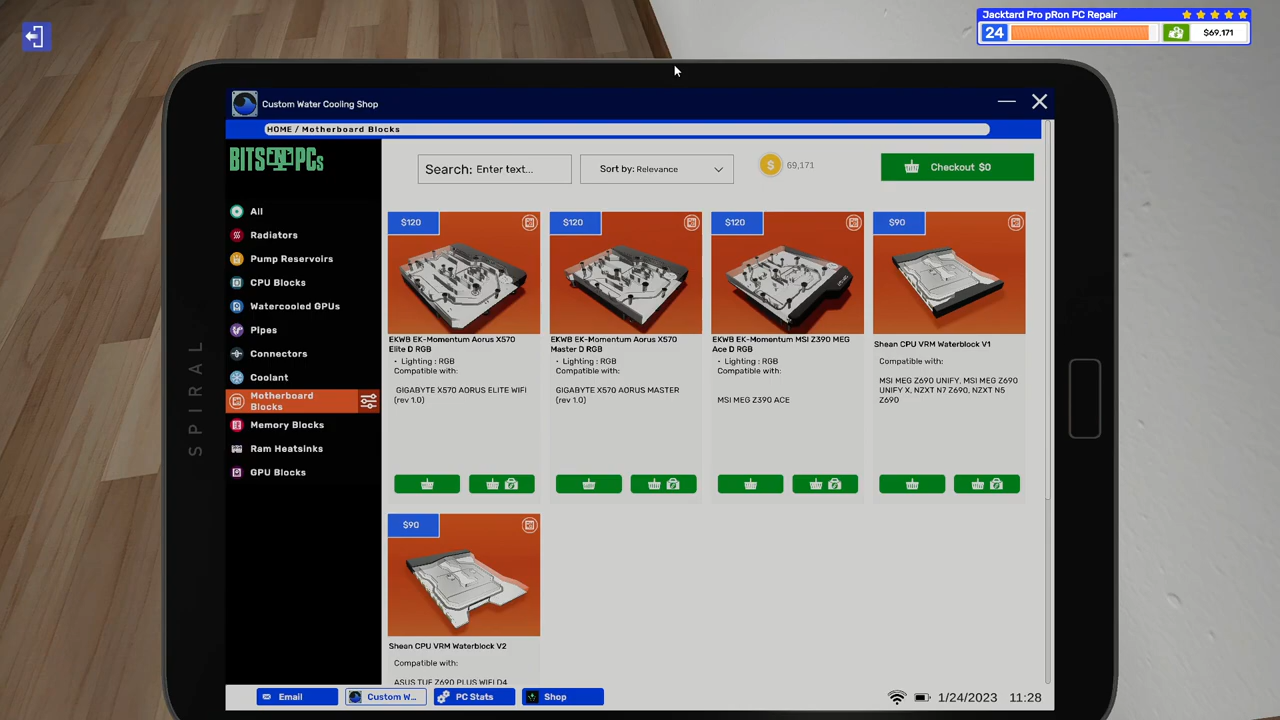 Jacktard Pro pRon PC Repair
24
$69,171
Custom Water Cooling Shop
HOME / Motherboard Blocks
BITSNPCs
Search: Enter text...
Sort by: Relevance
$
69,171
Checkout $0
All
Radiators
Pump Reservoirs
CPU Blocks
Watercooled GPUs
Pipes
Connectors
Coolant
Motherboard
Blocks
Memory Blocks
Ram Heatsinks
GPU Blocks
$120
EKWB EK-Momentum Aorus X570
Elite D RGB
• Lighting : RGB
Compatible with:
GIGABYTE X570 AORUS ELITE WIFI
(rev 1.0)
$120
EKWB EK-Momentum Aorus X570
Master D RGB
• Lighting : RGB
Compatible with:
GIGABYTE X570 AORUS MASTER
(rev 1.0)
$120
EKWB EK-Momentum MSI Z390 MEG
Ace D RGB
• Lighting : RGB
Compatible with:
MSI MEG Z390 ACE
$90
Shean CPU VRM Waterblock V1
Compatible with:
MSI MEG Z690 UNIFY, MSI MEG Z690
UNIFY X, NZXT N7 Z690, NZXT N5
Z690
$90
Shean CPU VRM Waterblock V2
Compatible with:
ASUS TUF Z690 PLUS WIFI D4
SPIRAL
Email
Custom W...
PC Stats
Shop
1/24/2023
11:28